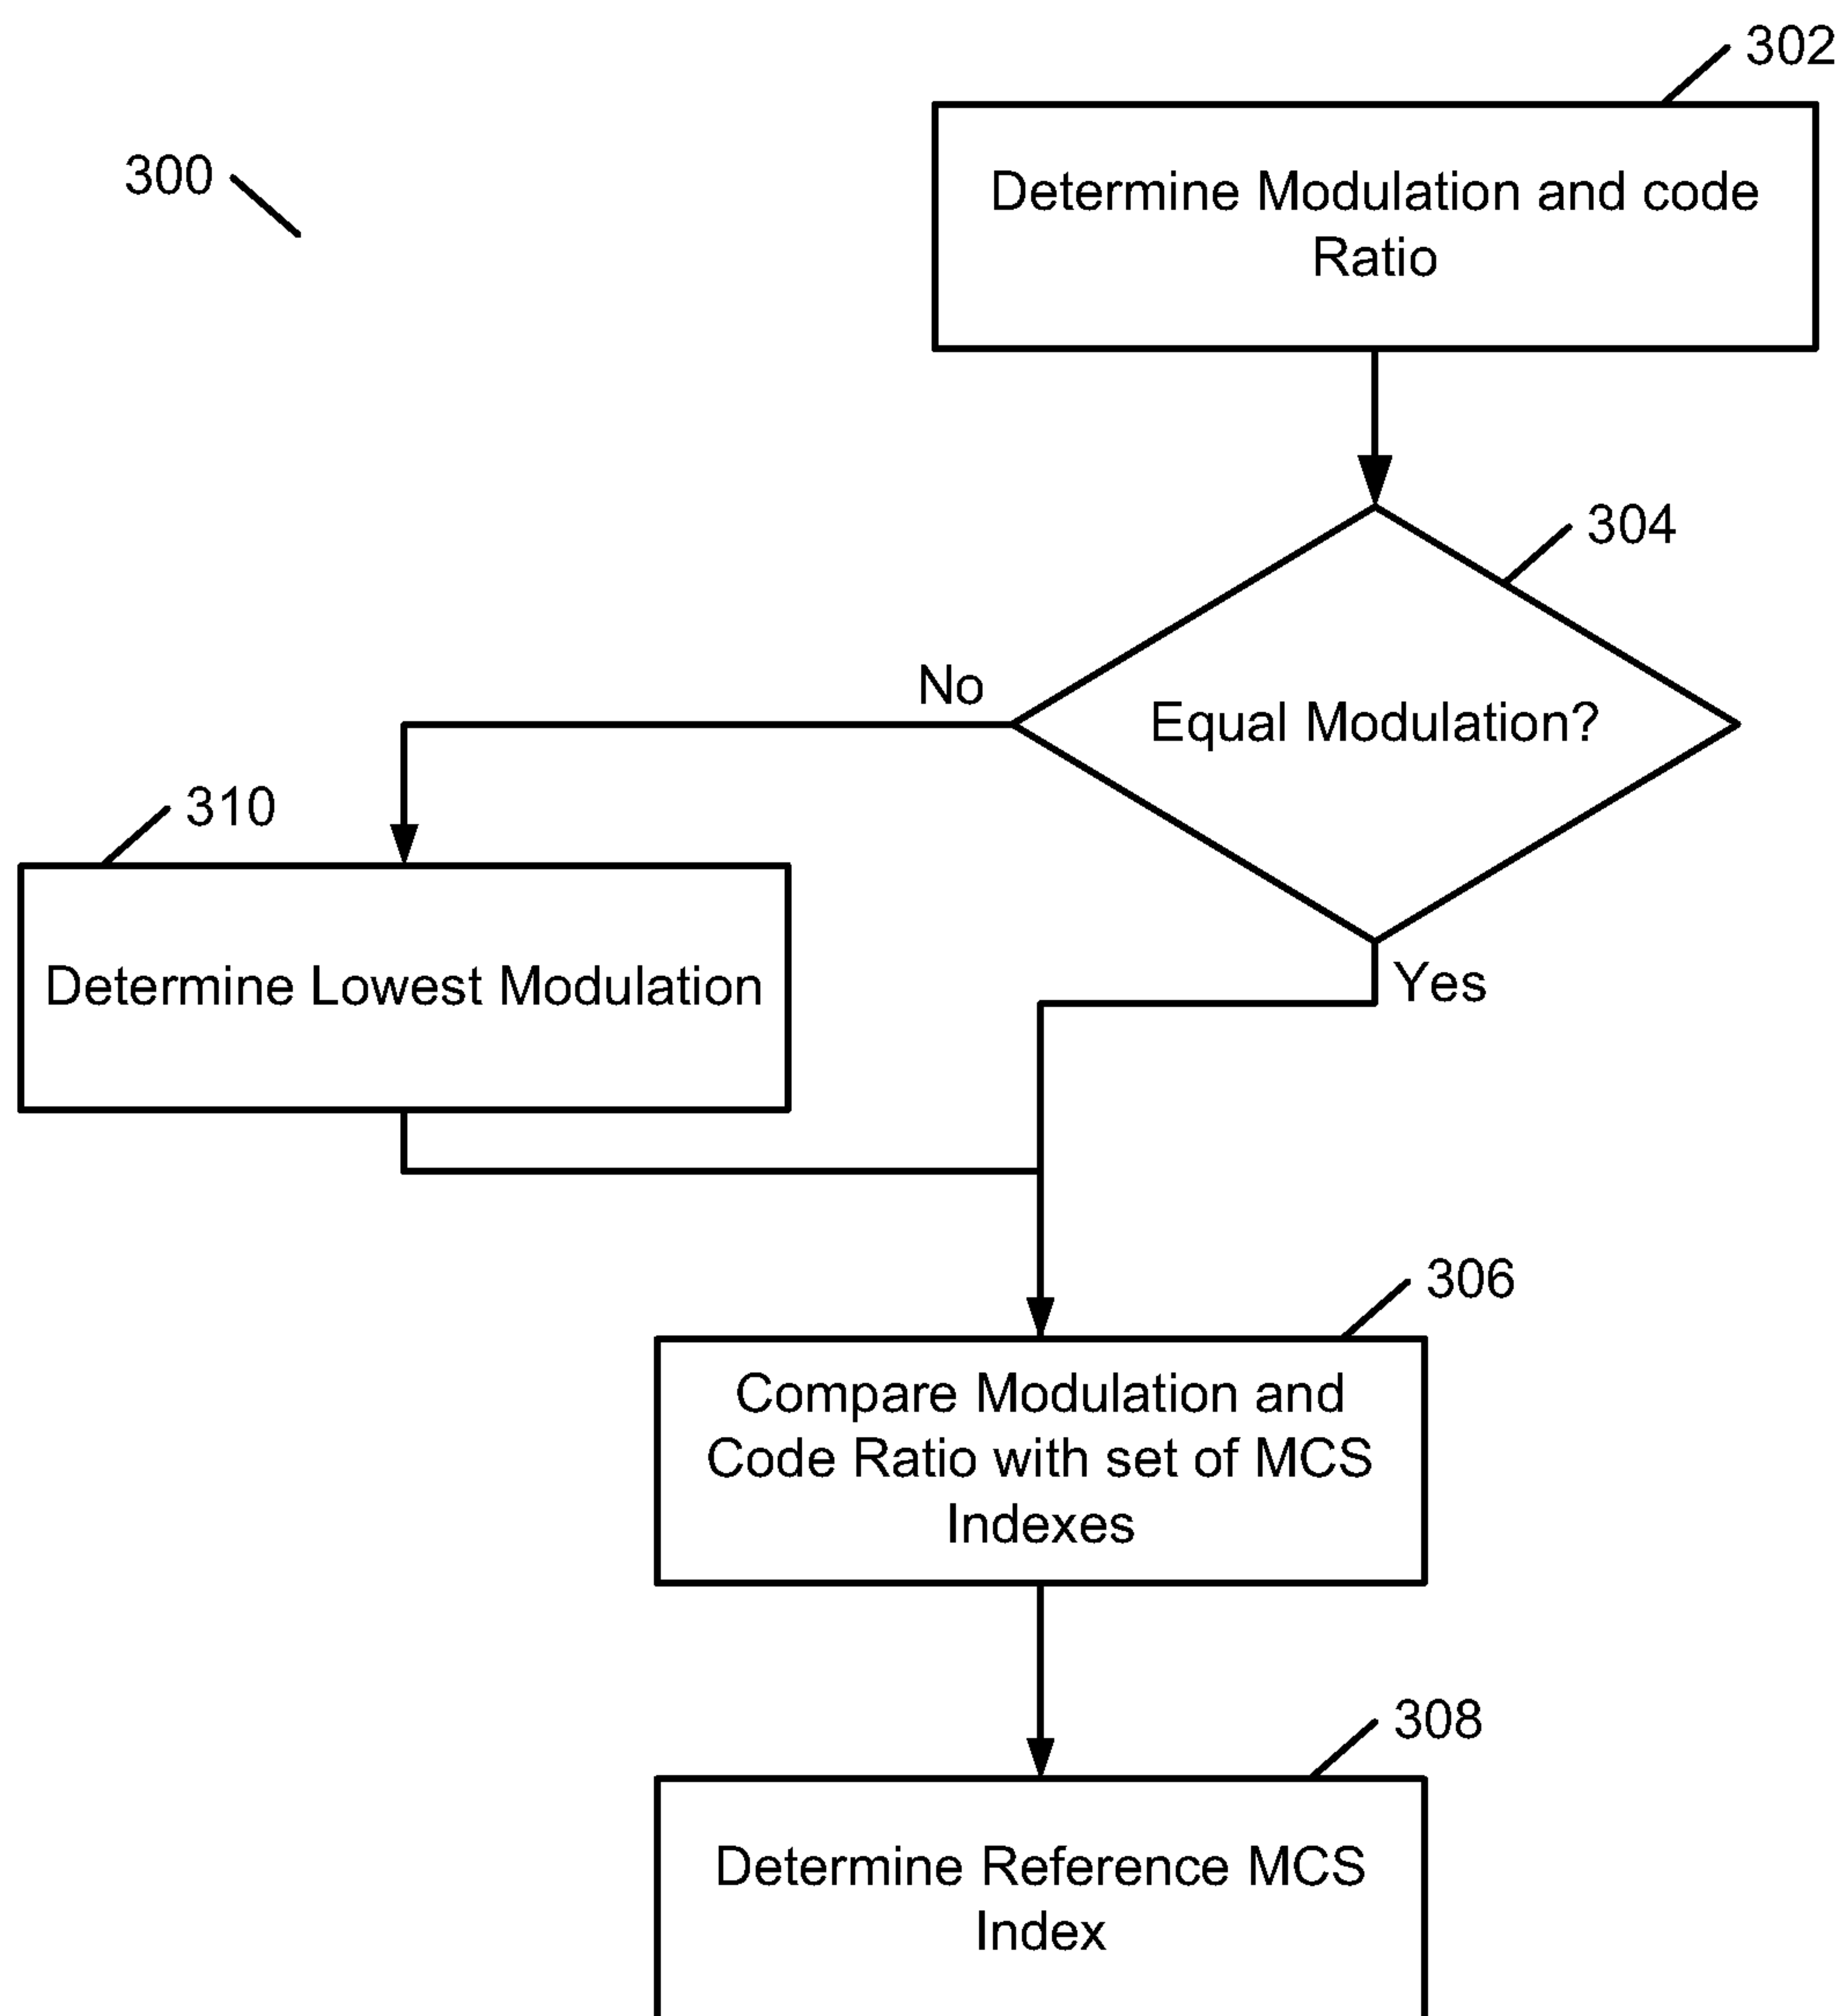 302
300
Determine Modulation and code
Ratio
304
No
Equal Modulation?
310
Yes
Determine Lowest Modulation
306
Compare Modulation and
Code Ratio with set of MCS
Indexes
308
Determine Reference MCS
Index